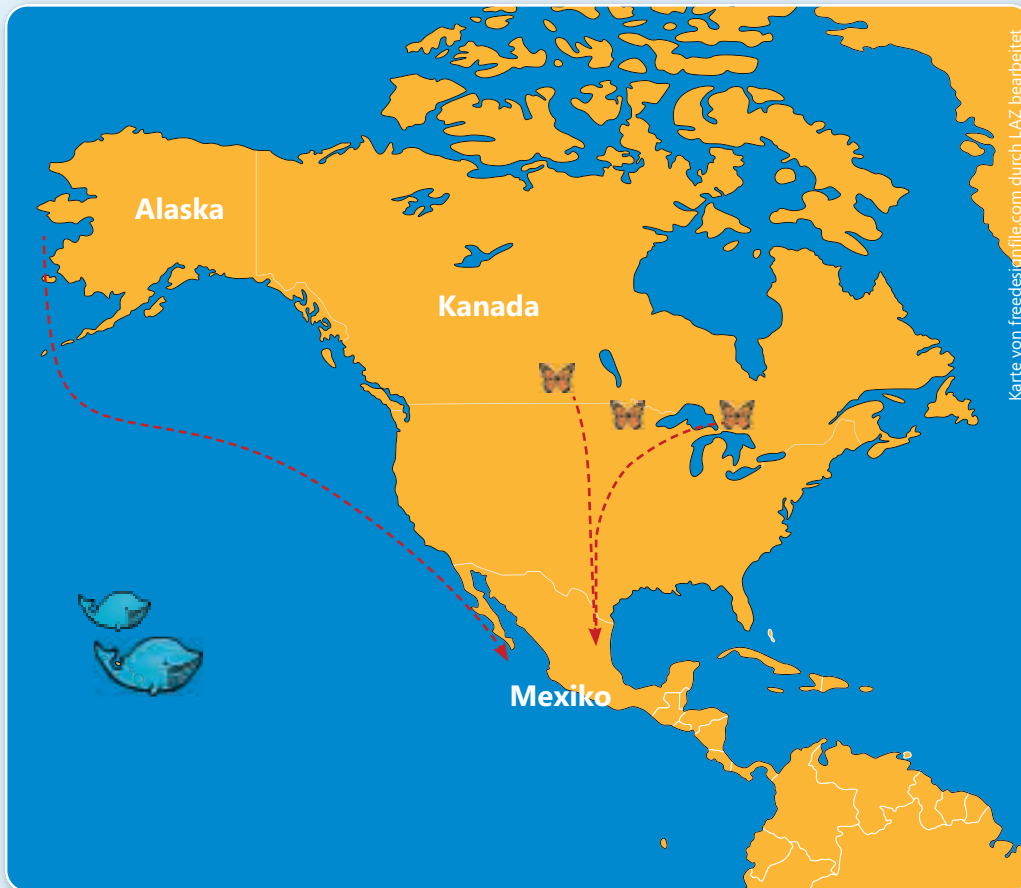 Alaska
Kanada
Mexiko
Karte von freedesignfile.com durch LAZ bearbeitet